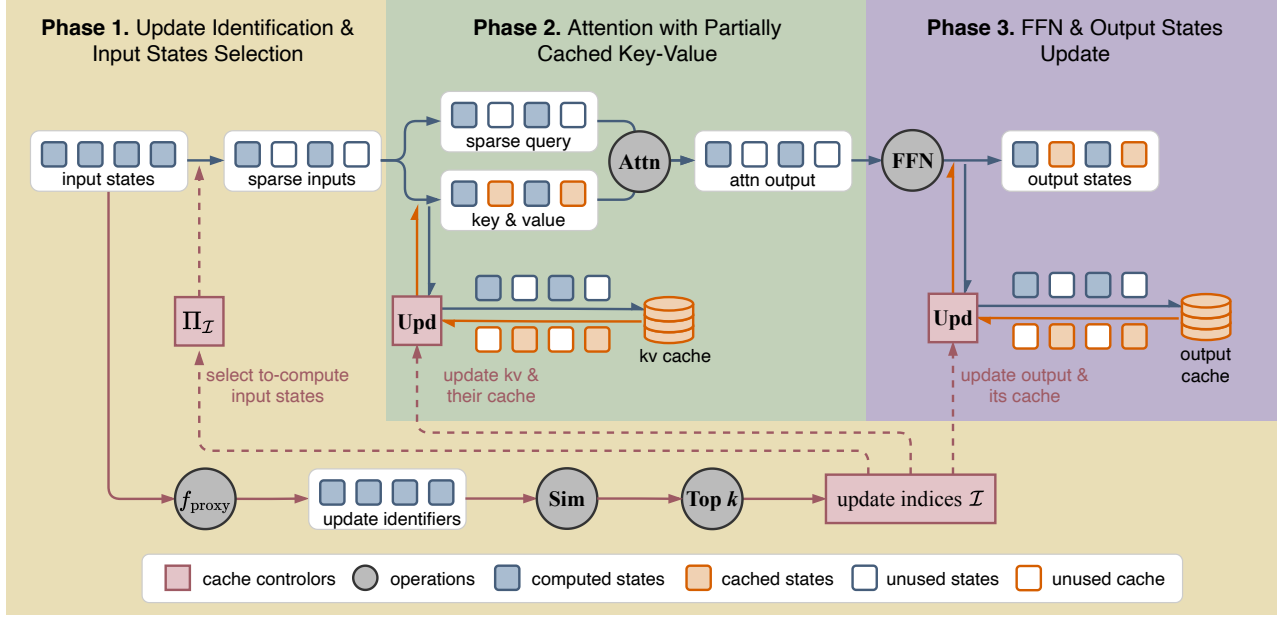 Phase 1. Update Identification &
Input States Selection
Phase 2. Attention with Partially
Cached Key-Value
Phase 3. FFN & Output States
Update
input states
sparse inputs
sparse query
key & value
Attn
attn output
FFN
output states
Π_ℐ
Upd
kv cache
Upd
output
cache
select to-compute
input states
update kv &
their cache
update output &
its cache
f_proxy
update identifiers
Sim
Top k
update indices ℐ
cache controlors
operations
computed states
cached states
unused states
unused cache